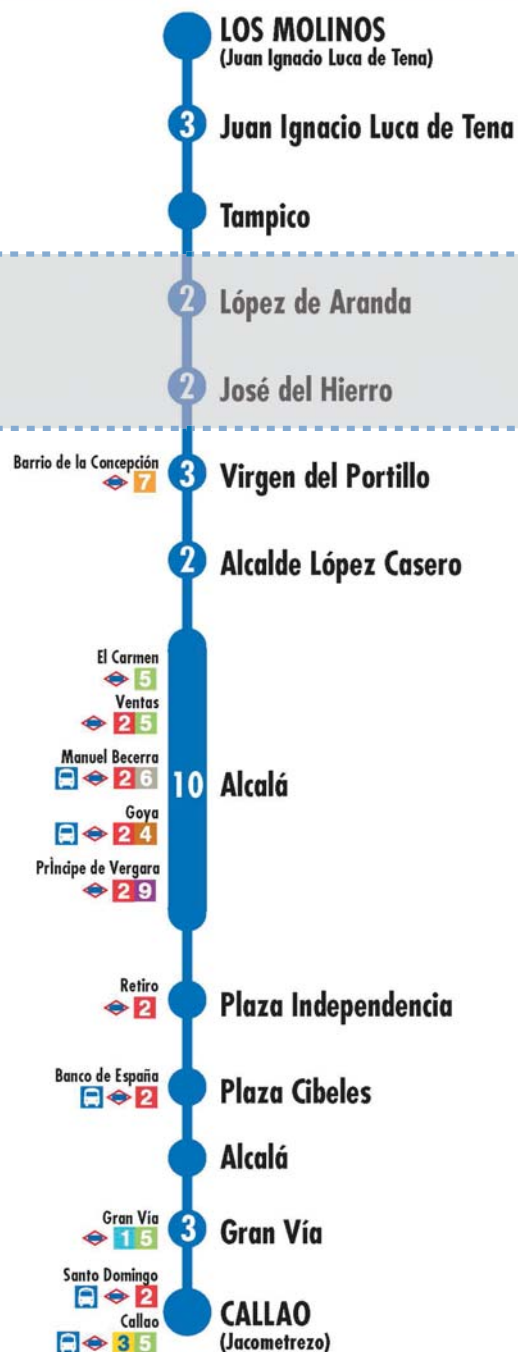 LOS MOLINOS
(Juan Ignacio Luca de Tena)
3 Juan Ignacio Luca de Tena
Tampico
2 López de Aranda
2 José del Hierro
Barrio de la Concepción
7
3 Virgen del Portillo
2 Alcalde López Casero
El Carmen
5
Ventas
2 5
Manuel Becerra
2 6
Goya
2 4
PrÌncipe de Vergara
2 9
10 Alcalá
Retiro
2
Plaza Independencia
Banco de España
2
Plaza Cibeles
Alcalá
Gran Vía
1 5
3 Gran Vía
Santo Domingo
2
Callao
3 5
CALLAO
(Jacometrezo)